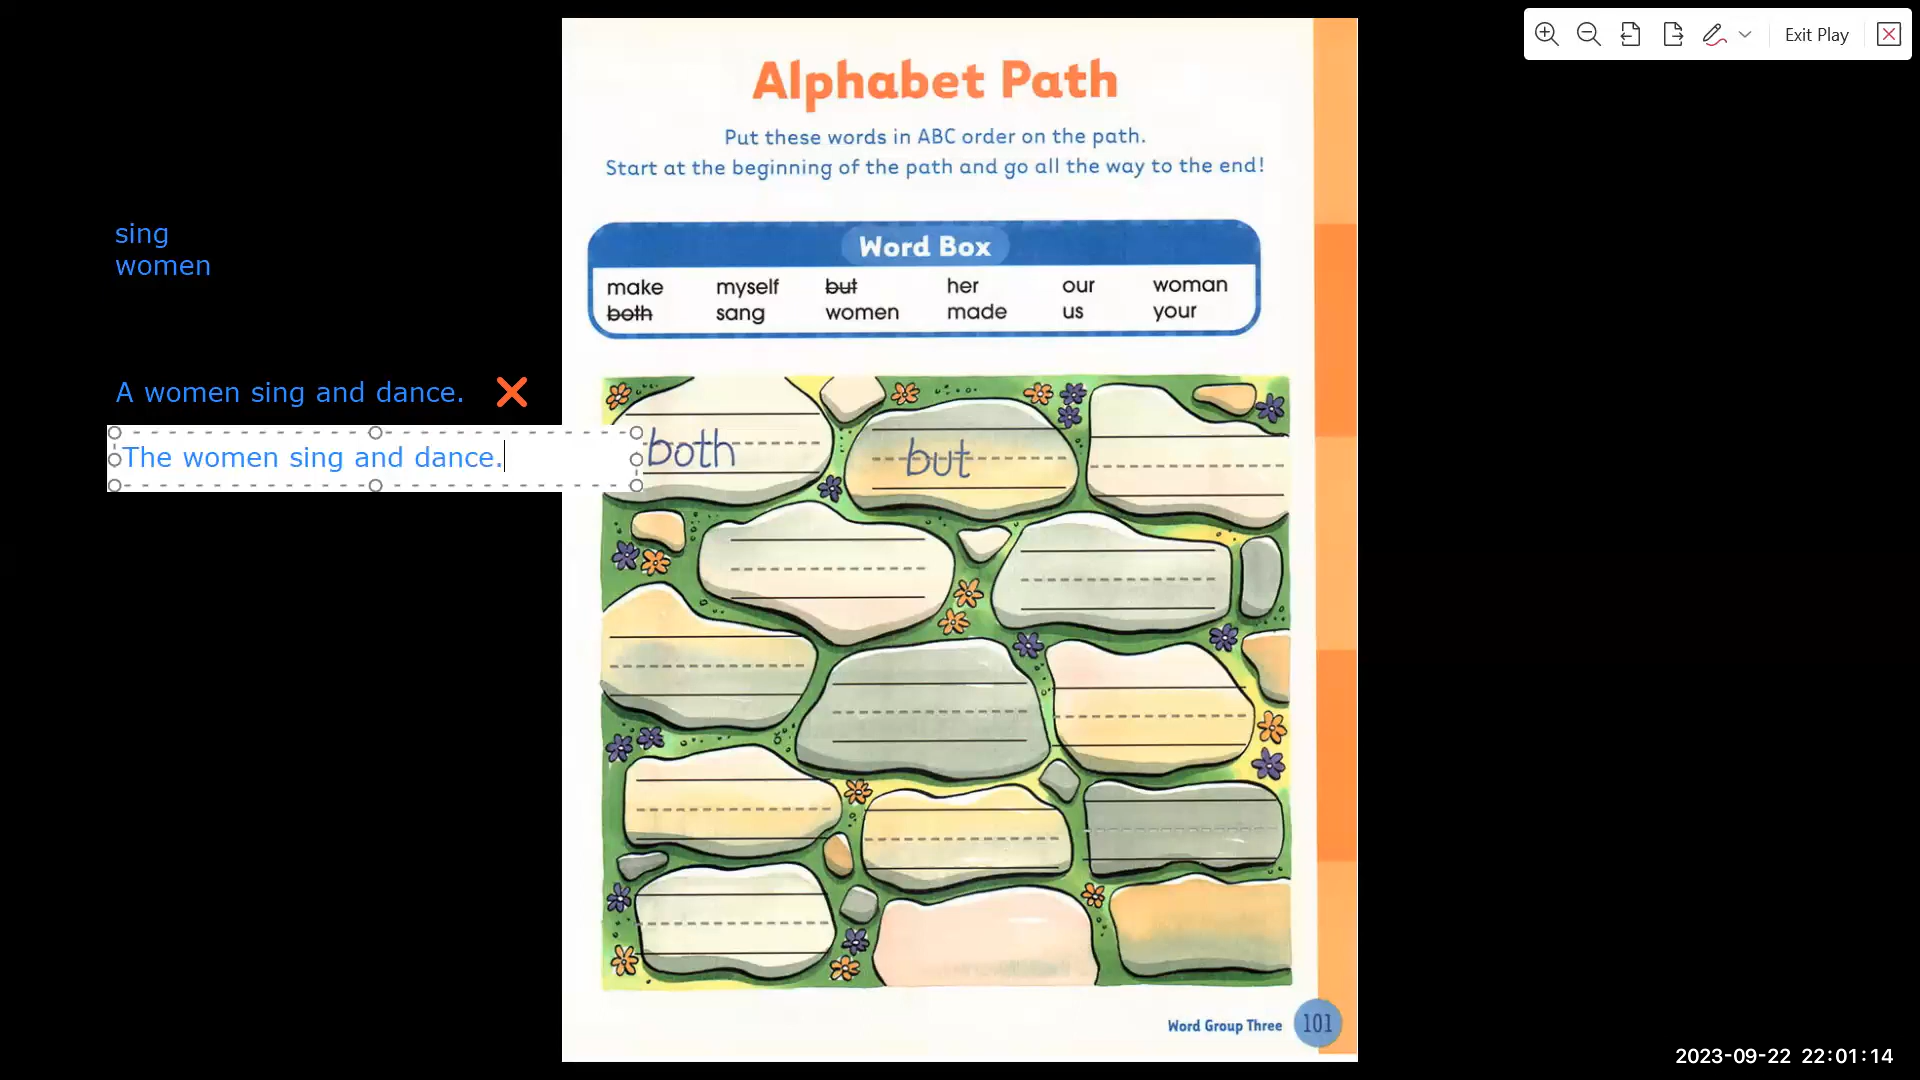 Exit Play
Alphabet Path
Put these words in ABC order on the path.
Start at the beginning of the path and go all the way to the end!
sing
women
Word Box
make myself but her our woman
both sang women made us your
A women sing and dance.
The women sing and dance.
both but
Word Group Three 101
2023-09-22 22:01:14